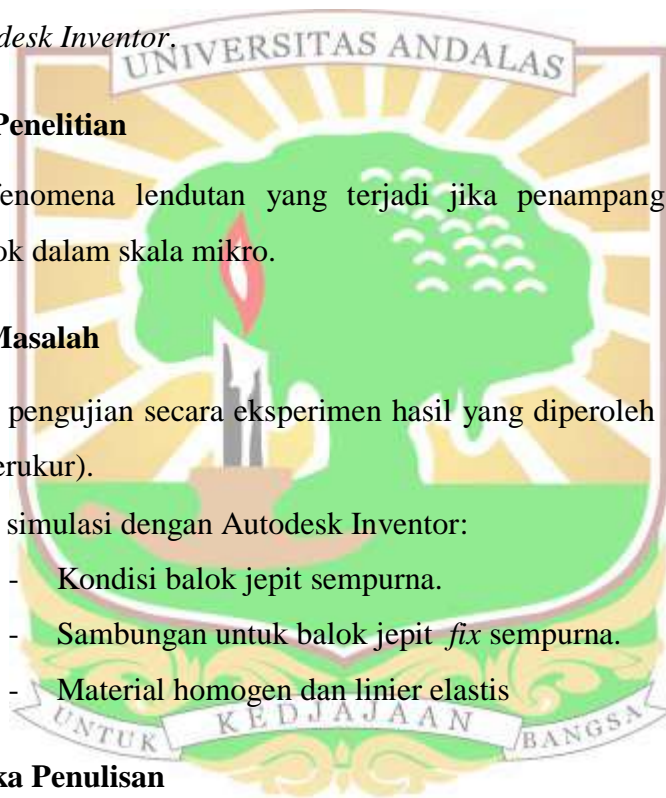 desk Inventor.
UNIVERSITAS ANDALAS
Penelitian
fenomena lendutan yang terjadi jika penampang
ok dalam skala mikro.
Masalah
pengujian secara eksperimen hasil yang diperoleh
erukur).
simulasi dengan Autodesk Inventor:
- Kondisi balok jepit sempurna.
- Sambungan untuk balok jepit fix sempurna.
- Material homogen dan linier elastis
UNTUK KEDJAJAAN BANGSA
ka Penulisan